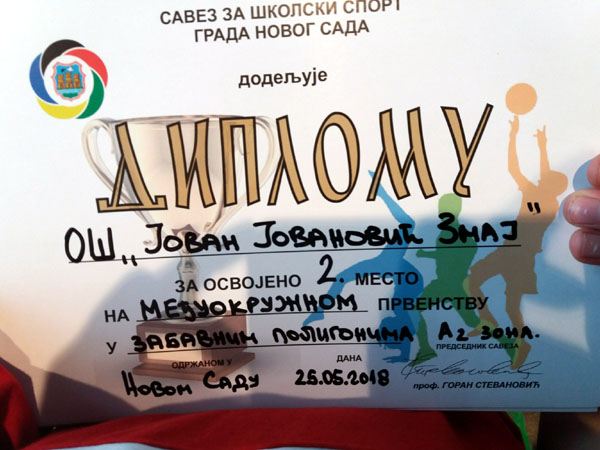 САВЕЗ ЗА ШКОЛСКИ СПОРТ
ГРАДА НОВОГ САДА
додељује
ДИПЛОМУ
ОШ „Јован Јовановић Змај"
ЗА ОСВОЈЕНО 2. МЕСТО
НА МЕЂУОКРУЖНОМ ПРВЕНСТВУ
У ЗАБАВНИМ ПОЛИГОНИМА А2 ЗОНА.
ПРЕДСЕДНИК САВЕЗА
ОДРЖАНОМ У ДАНА
Новом Саду 25.05.2018
проф. ГОРАН СТЕВАНОВИЋ